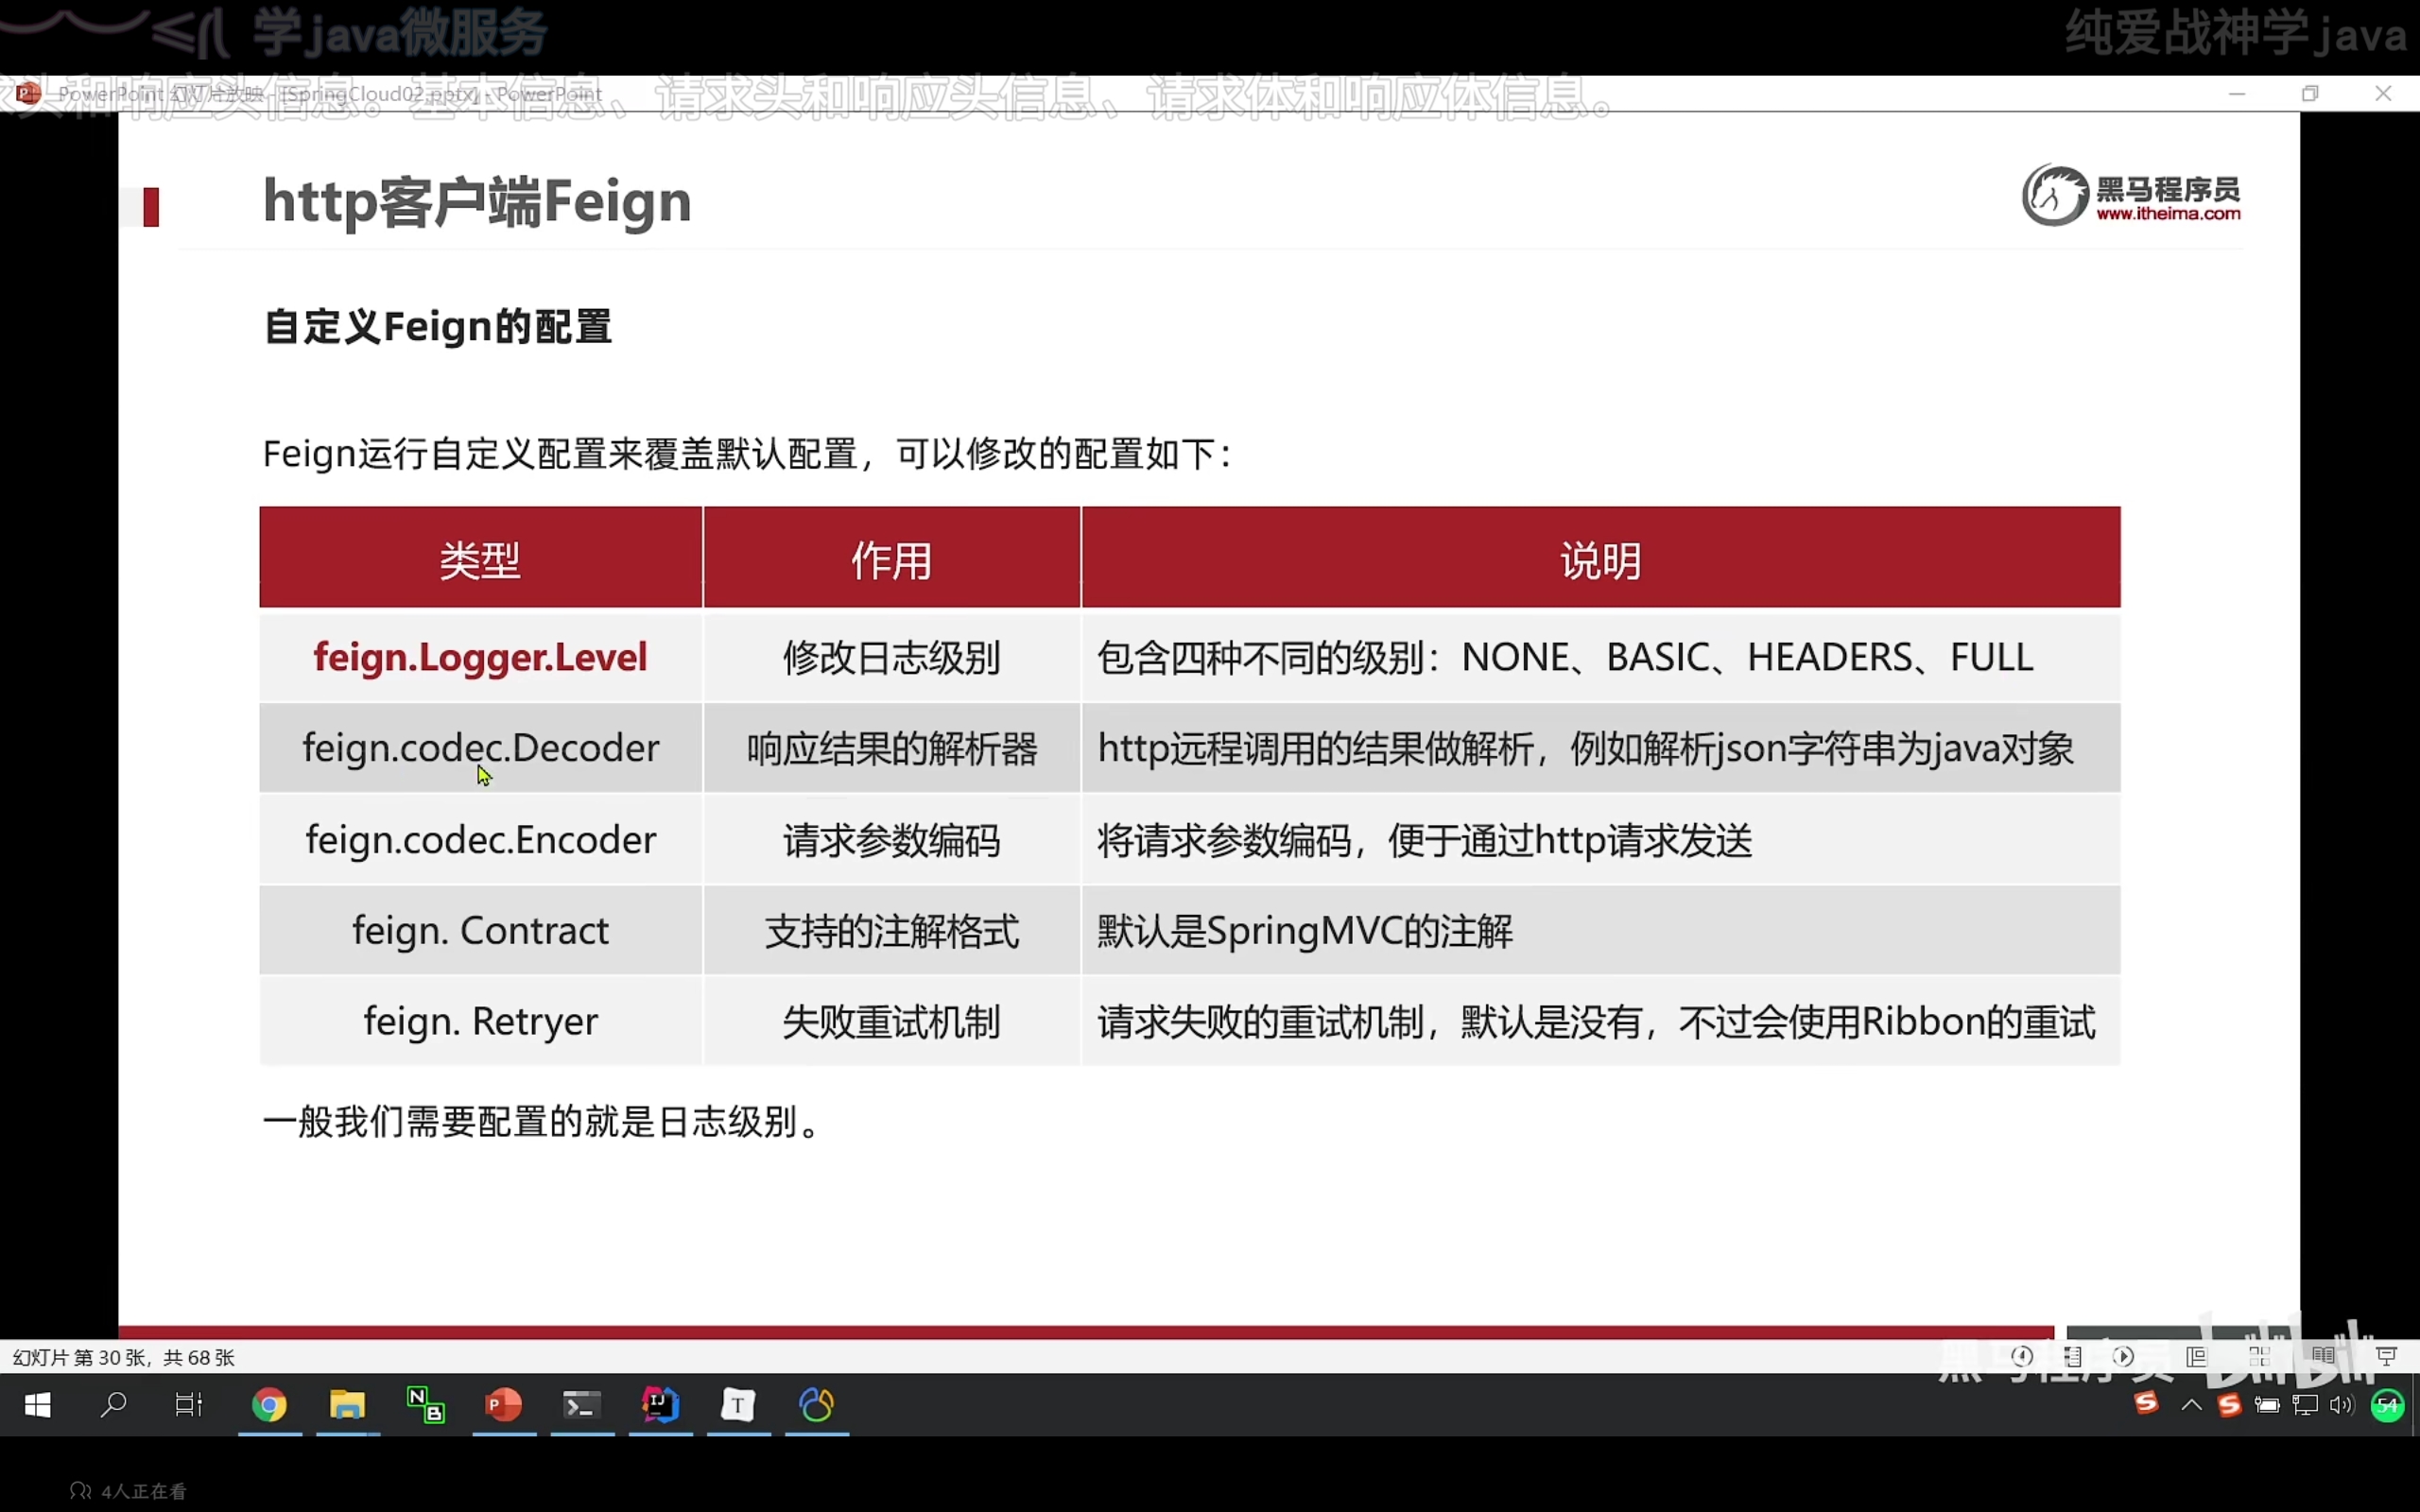 学java微服务
纯爱战神学java
求头和响应头信息。基本信息、请求头和响应头信息、请求体和响应体信息。
PowerPoint 幻灯片放映 - [SpringCloud02.pptx] - PowerPoint
http客户端Feign
黑马程序员
www.itheima.com
自定义Feign的配置
Feign运行自定义配置来覆盖默认配置，可以修改的配置如下：
类型 作用 说明
feign.Logger.Level 修改日志级别 包含四种不同的级别：NONE、BASIC、HEADERS、FULL
feign.codec.Decoder 响应结果的解析器 http远程调用的结果做解析，例如解析json字符串为java对象
feign.codec.Encoder 请求参数编码 将请求参数编码，便于通过http请求发送
feign. Contract 支持的注解格式 默认是SpringMVC的注解
feign. Retryer 失败重试机制 请求失败的重试机制，默认是没有，不过会使用Ribbon的重试
一般我们需要配置的就是日志级别。
幻灯片 第 30 张，共 68 张
黑马程序员 bilibili
54
4人正在看